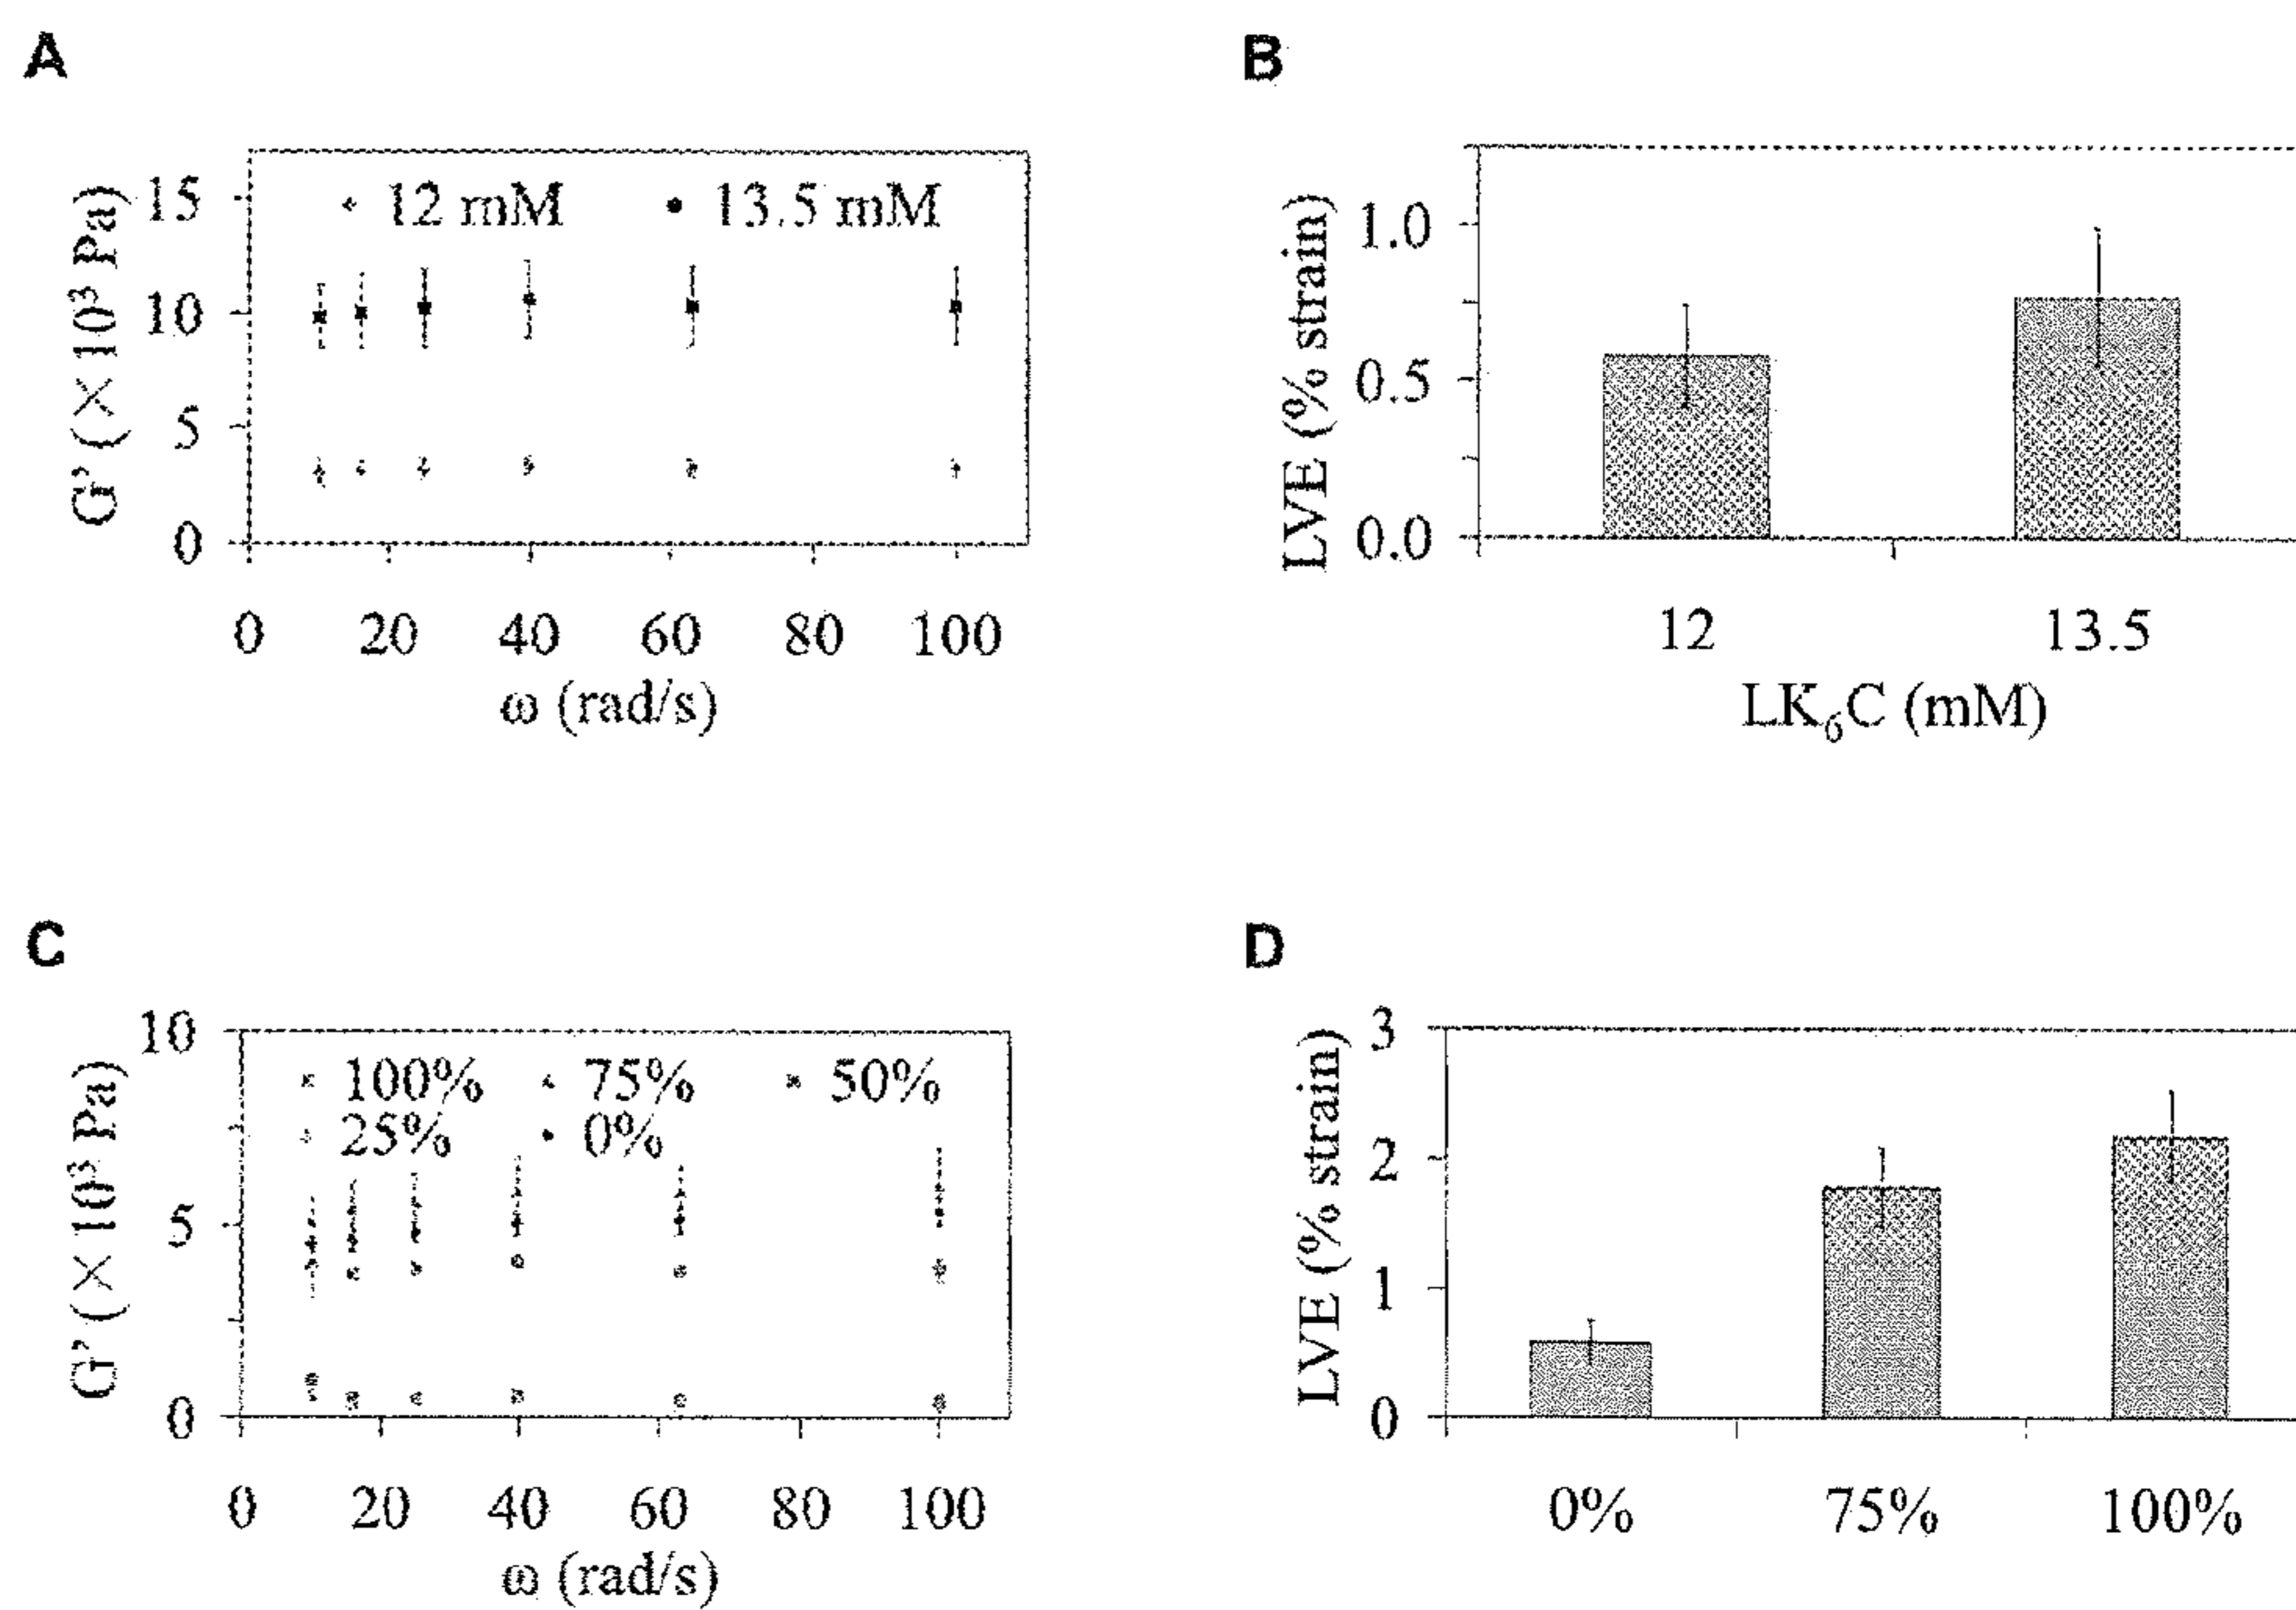 A
G' (×10³ Pa)
15
10
5
0
12 mM
13.5 mM
0 20 40 60 80 100
ω (rad/s)
B
LVE (% strain)
1.0
0.5
0.0
12 13.5
LK₆C (mM)
C
G' (×10³ Pa)
10
5
0
100% 75% 50%
25% 0%
0 20 40 60 80 100
ω (rad/s)
D
LVE (% strain)
3
2
1
0
0% 75% 100%